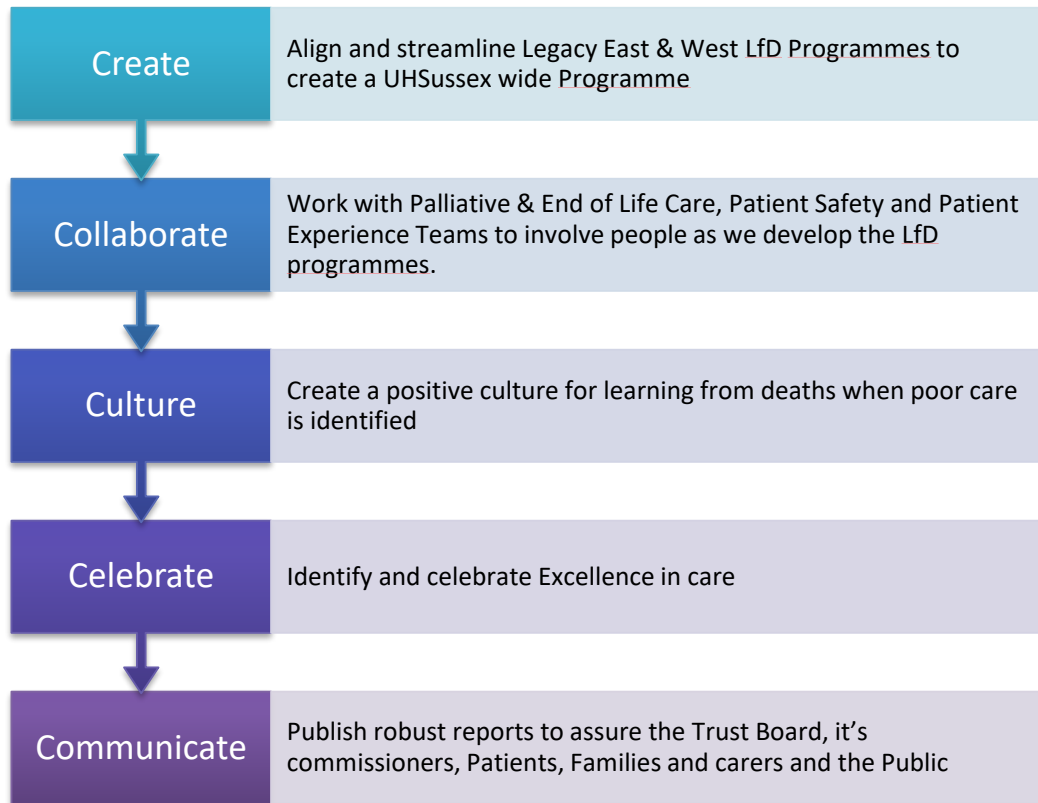 Create
Align and streamline Legacy East & West LfD Programmes to
create a UHSussex wide Programme
Collaborate
Work with Palliative & End of Life Care, Patient Safety and Patient
Experience Teams to involve people as we develop the LfD
programmes.
Culture
Create a positive culture for learning from deaths when poor care
is identified
Celebrate
Identify and celebrate Excellence in care
Communicate
Publish robust reports to assure the Trust Board, it’s
commissioners, Patients, Families and carers and the Public